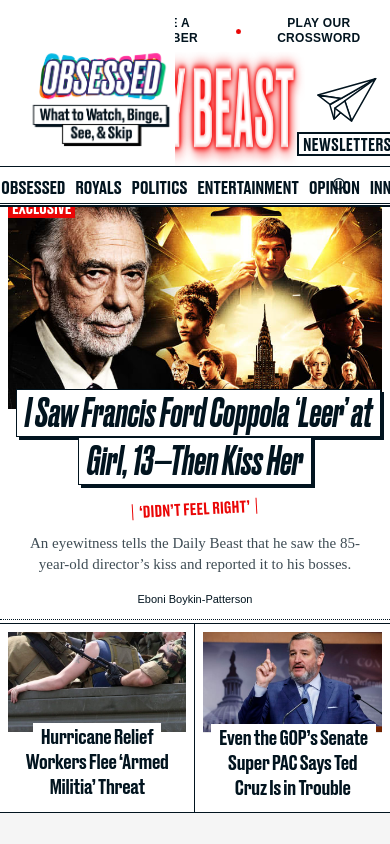 E A
BER
PLAY OUR
CROSSWORD
OBSESSED
What to Watch, Binge,
See, & Skip
Y BEAST
NEWSLETTERS
OBSESSED ROYALS POLITICS ENTERTAINMENT OPINION INN
EXCLUSIVE
I Saw Francis Ford Coppola ‘Leer’ at
Girl, 13—Then Kiss Her
‘DIDN’T FEEL RIGHT’
An eyewitness tells the Daily Beast that he saw the 85-
year-old director’s kiss and reported it to his bosses.
Eboni Boykin-Patterson
Hurricane Relief
Workers Flee ‘Armed
Militia’ Threat
Even the GOP’s Senate
Super PAC Says Ted
Cruz Is in Trouble